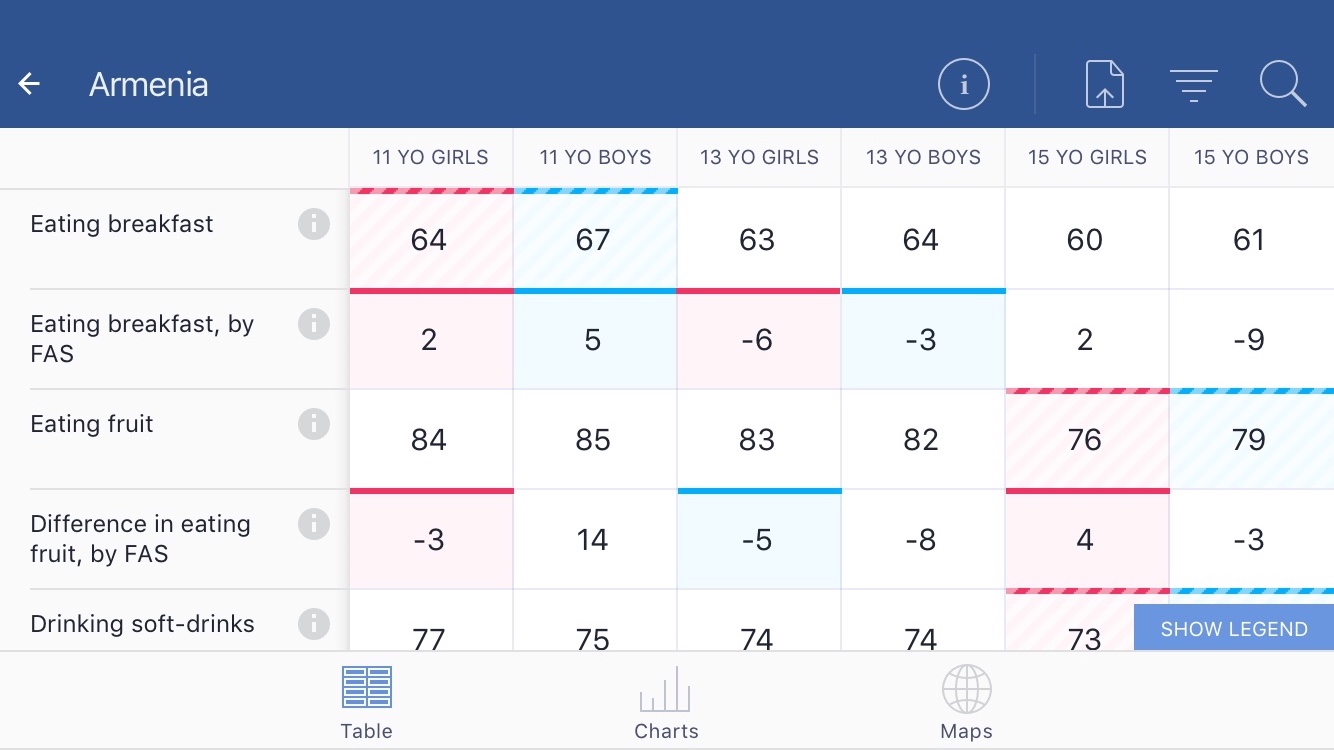 Armenia
11 YO GIRLS 11 YO BOYS 13 YO GIRLS 13 YO BOYS 15 YO GIRLS 15 YO BOYS
Eating breakfast 64 67 63 64 60 61
Eating breakfast, by
FAS 2 5 -6 -3 2 -9
Eating fruit 84 85 83 82 76 79
Difference in eating
fruit, by FAS -3 14 -5 -8 4 -3
Drinking soft-drinks 77 75 74 74 73
SHOW LEGEND
Table Charts Maps